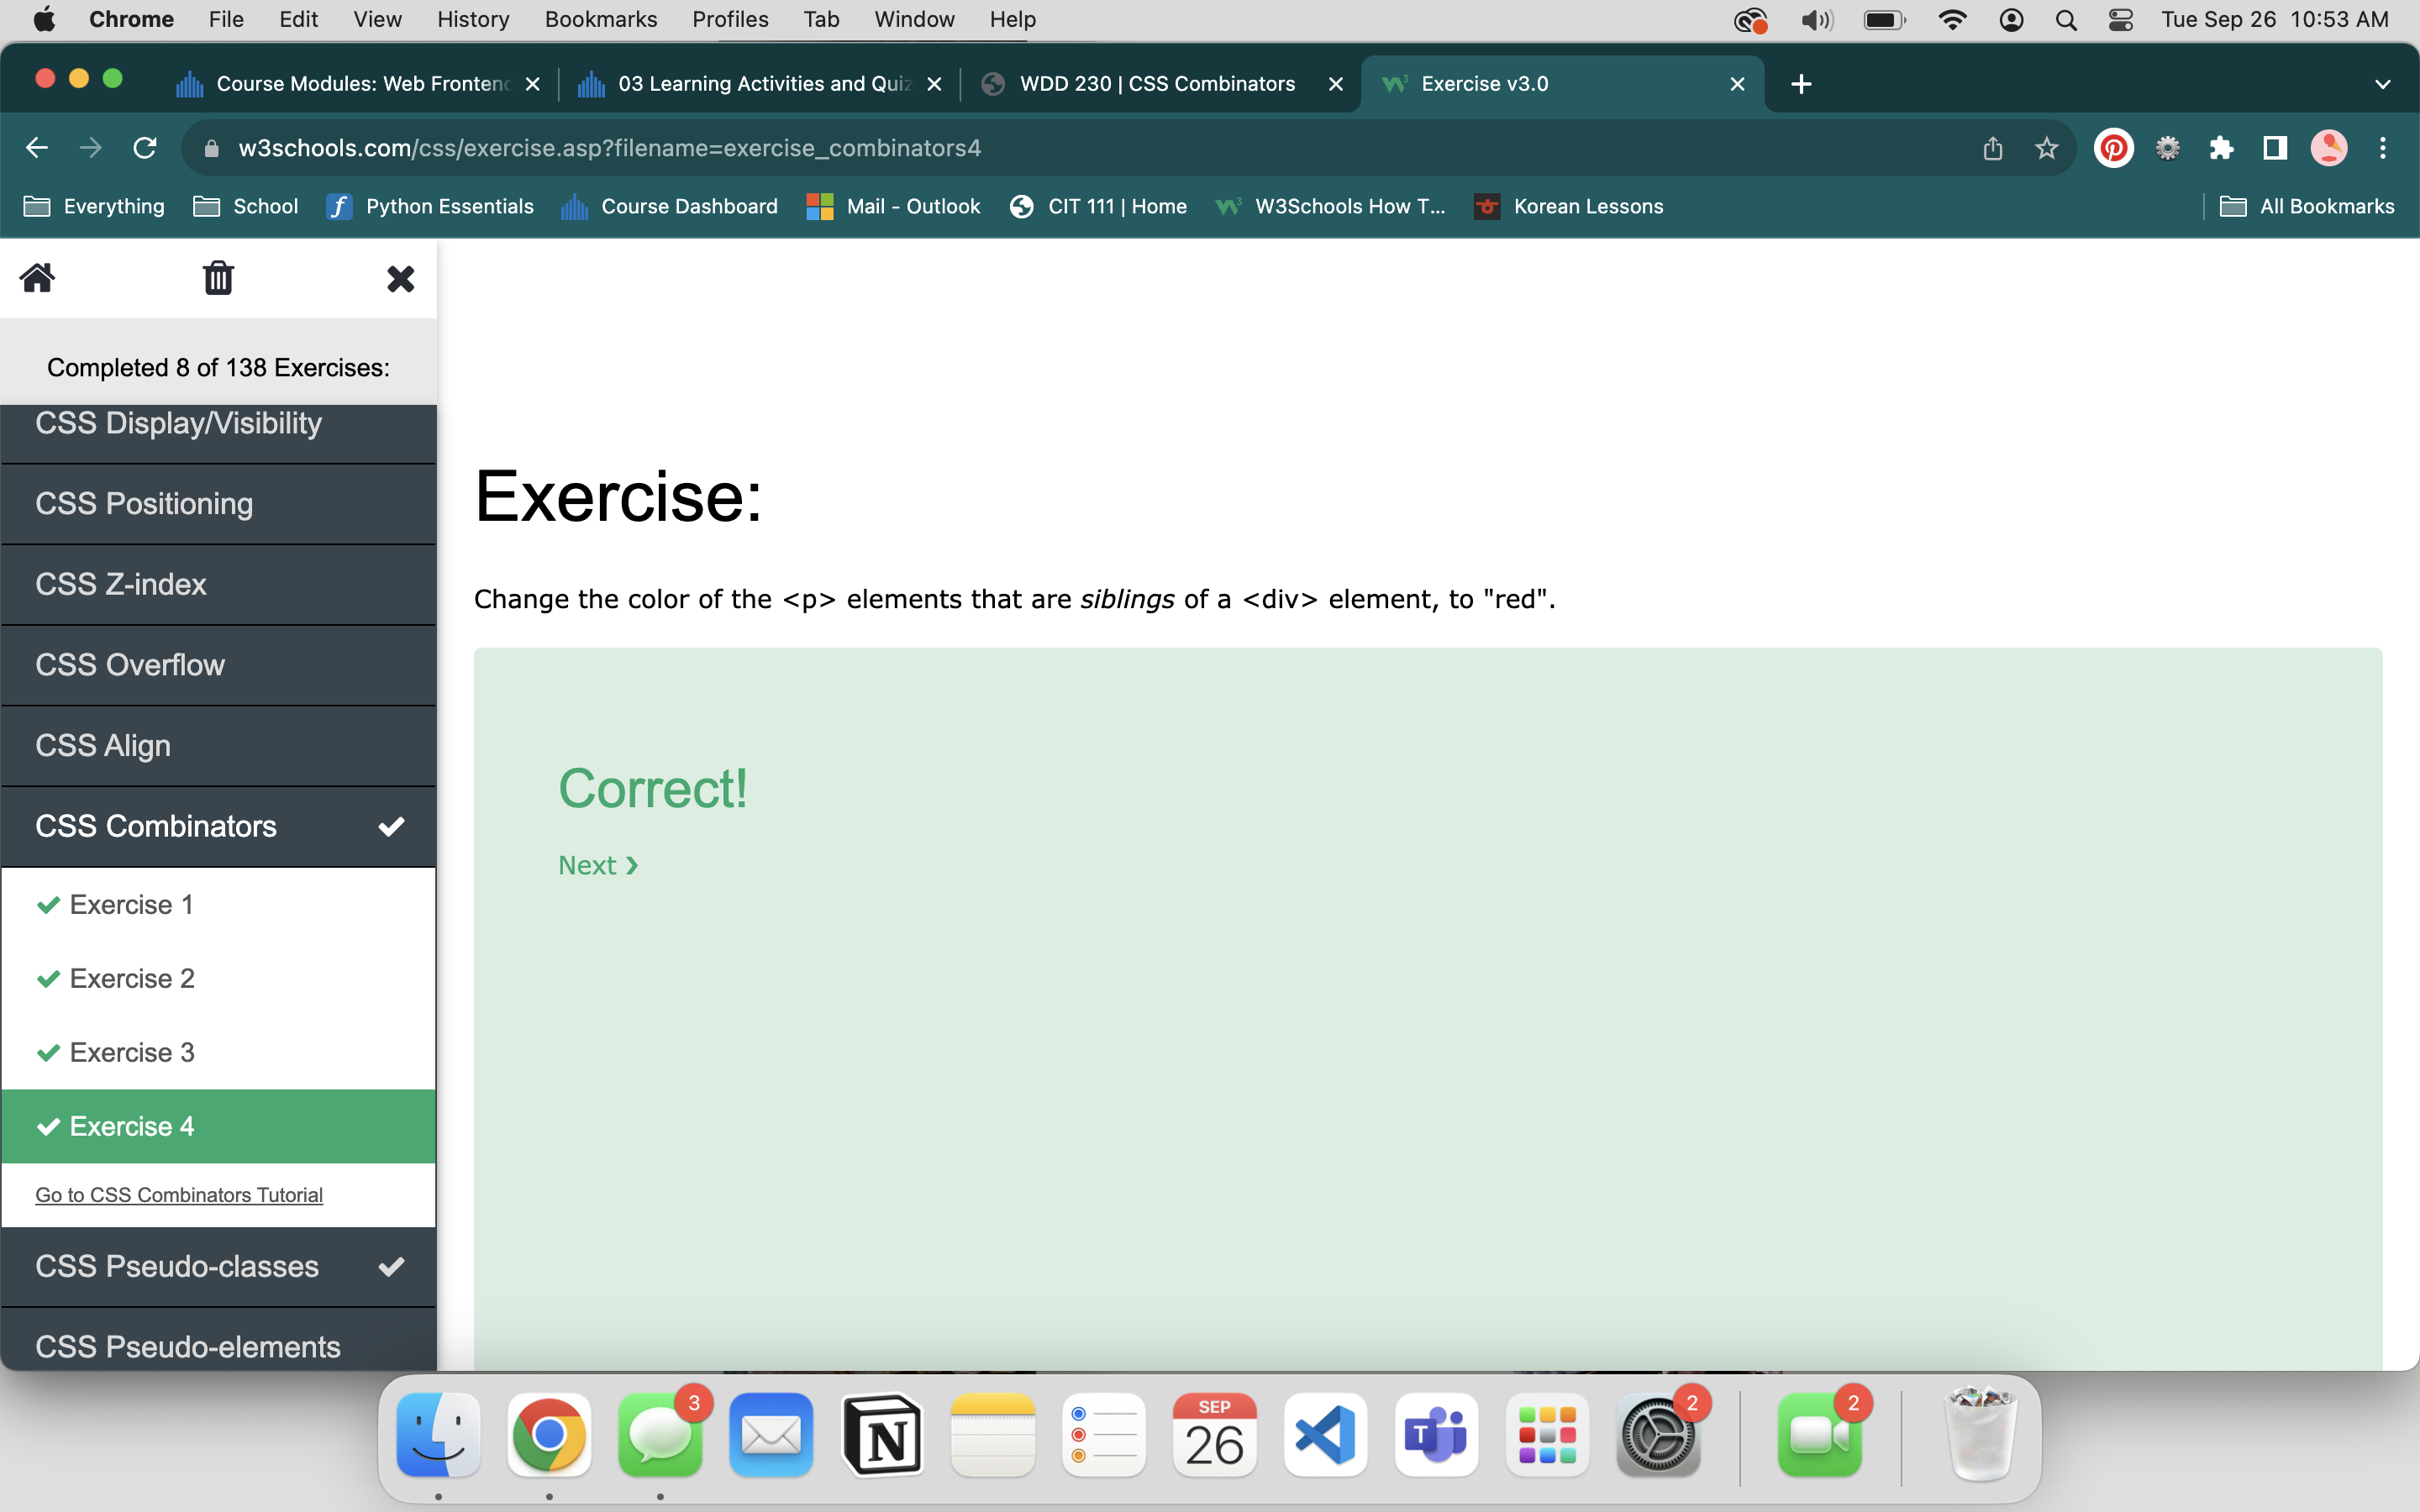 Chrome File Edit View History Bookmarks Profiles Tab Window Help Tue Sep 26 10:53 AM
Course Modules: Web Frontend 03 Learning Activities and Quiz WDD 230 | CSS Combinators Exercise v3.0
w3schools.com/css/exercise.asp?filename=exercise_combinators4
Everything School Python Essentials Course Dashboard Mail - Outlook CIT 111 | Home W3Schools How T... Korean Lessons All Bookmarks
Completed 8 of 138 Exercises:
CSS Display/Visibility
CSS Positioning
CSS Z-index
CSS Overflow
CSS Align
CSS Combinators
Exercise 1
Exercise 2
Exercise 3
Exercise 4
Go to CSS Combinators Tutorial
CSS Pseudo-classes
CSS Pseudo-elements
Exercise:
Change the color of the <p> elements that are siblings of a <div> element, to "red".
Correct!
Next ❯
3 SEP 2 2
N 26 T